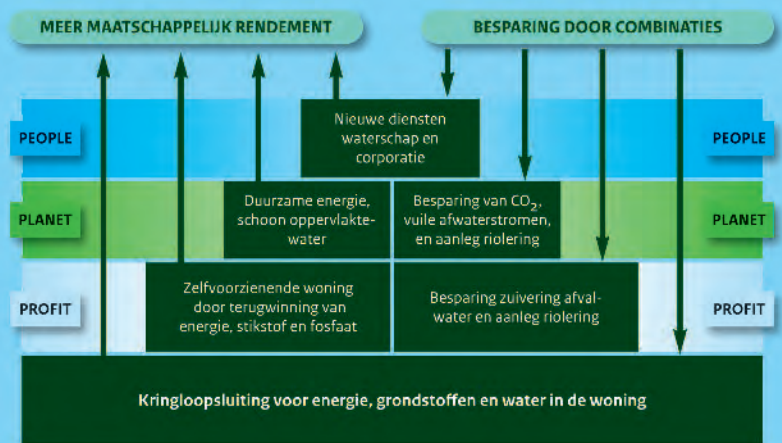 MEER MAATSCHAPPELIJK RENDEMENT
BESPARING DOOR COMBINATIES
PEOPLE
Nieuwe diensten
waterschap en
corporatie
PEOPLE
PLANET
Duurzame energie,
schoon oppervlakte-
water
Besparing van CO₂,
vuile afwaterstromen,
en aanleg riolering
PLANET
PROFIT
Zelfvoorzienende woning
door terugwinning van
energie, stikstof en fosfaat
Besparing zuivering afval-
water en aanleg riolering
PROFIT
Kringloopsluiting voor energie, grondstoffen en water in de woning